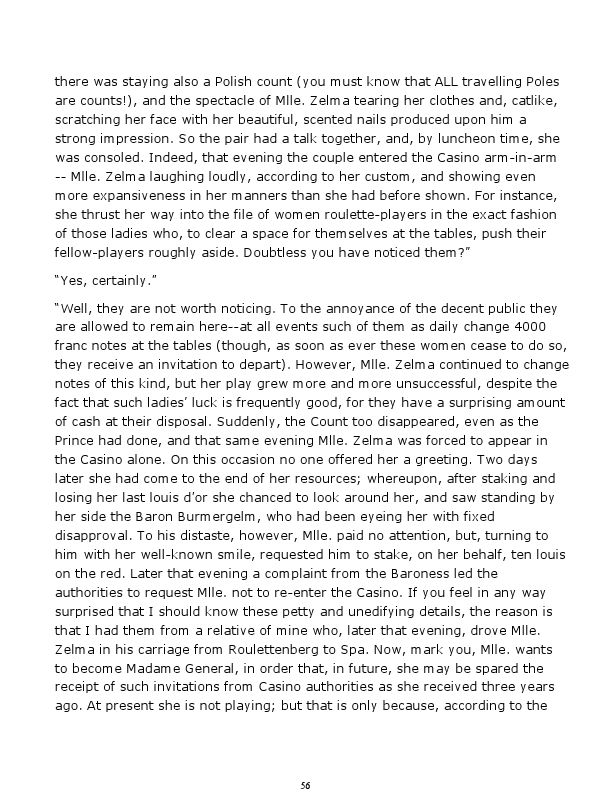 there was staying also a Polish count (you must know that ALL travelling Poles
are counts!), and the spectacle of Mlle. Zelma tearing her clothes and, catlike,
scratching her face with her beautiful, scented nails produced upon him a
strong impression. So the pair had a talk together, and, by luncheon time, she
was consoled. Indeed, that evening the couple entered the Casino arm-in-arm
-- Mlle. Zelma laughing loudly, according to her custom, and showing even
more expansiveness in her manners than she had before shown. For instance,
she thrust her way into the file of women roulette-players in the exact fashion
of those ladies who, to clear a space for themselves at the tables, push their
fellow-players roughly aside. Doubtless you have noticed them?”
“Yes, certainly.”
“Well, they are not worth noticing. To the annoyance of the decent public they
are allowed to remain here--at all events such of them as daily change 4000
franc notes at the tables (though, as soon as ever these women cease to do so,
they receive an invitation to depart). However, Mlle. Zelma continued to change
notes of this kind, but her play grew more and more unsuccessful, despite the
fact that such ladies’ luck is frequently good, for they have a surprising amount
of cash at their disposal. Suddenly, the Count too disappeared, even as the
Prince had done, and that same evening Mlle. Zelma was forced to appear in
the Casino alone. On this occasion no one offered her a greeting. Two days
later she had come to the end of her resources; whereupon, after staking and
losing her last louis d’or she chanced to look around her, and saw standing by
her side the Baron Burmergelm, who had been eyeing her with fixed
disapproval. To his distaste, however, Mlle. paid no attention, but, turning to
him with her well-known smile, requested him to stake, on her behalf, ten louis
on the red. Later that evening a complaint from the Baroness led the
authorities to request Mlle. not to re-enter the Casino. If you feel in any way
surprised that I should know these petty and unedifying details, the reason is
that I had them from a relative of mine who, later that evening, drove Mlle.
Zelma in his carriage from Roulettenberg to Spa. Now, mark you, Mlle. wants
to become Madame General, in order that, in future, she may be spared the
receipt of such invitations from Casino authorities as she received three years
ago. At present she is not playing; but that is only because, according to the
56